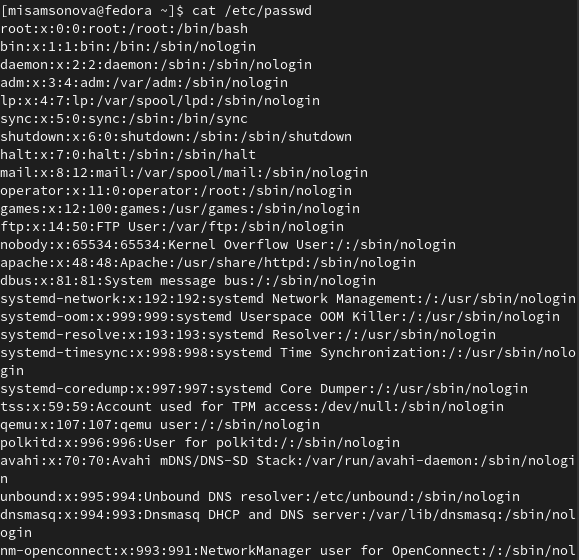 [misamsonova@fedora ~]$ cat /etc/passwd
root:x:0:0:root:/root:/bin/bash
bin:x:1:1:bin:/bin:/sbin/nologin
daemon:x:2:2:daemon:/sbin:/sbin/nologin
adm:x:3:4:adm:/var/adm:/sbin/nologin
lp:x:4:7:lp:/var/spool/lpd:/sbin/nologin
sync:x:5:0:sync:/sbin:/bin/sync
shutdown:x:6:0:shutdown:/sbin:/sbin/shutdown
halt:x:7:0:halt:/sbin:/sbin/halt
mail:x:8:12:mail:/var/spool/mail:/sbin/nologin
operator:x:11:0:operator:/root:/sbin/nologin
games:x:12:100:games:/usr/games:/sbin/nologin
ftp:x:14:50:FTP User:/var/ftp:/sbin/nologin
nobody:x:65534:65534:Kernel Overflow User:/:/sbin/nologin
apache:x:48:48:Apache:/usr/share/httpd:/sbin/nologin
dbus:x:81:81:System message bus:/:/sbin/nologin
systemd-network:x:192:192:systemd Network Management:/:/usr/sbin/nologin
systemd-oom:x:999:999:systemd Userspace OOM Killer:/:/usr/sbin/nologin
systemd-resolve:x:193:193:systemd Resolver:/:/usr/sbin/nologin
systemd-timesync:x:998:998:systemd Time Synchronization:/:/usr/sbin/nolo
gin
systemd-coredump:x:997:997:systemd Core Dumper:/:/usr/sbin/nologin
tss:x:59:59:Account used for TPM access:/dev/null:/sbin/nologin
qemu:x:107:107:qemu user:/:/sbin/nologin
polkitd:x:996:996:User for polkitd:/:/sbin/nologin
avahi:x:70:70:Avahi mDNS/DNS-SD Stack:/var/run/avahi-daemon:/sbin/nologi
n
unbound:x:995:994:Unbound DNS resolver:/etc/unbound:/sbin/nologin
dnsmasq:x:994:993:Dnsmasq DHCP and DNS server:/var/lib/dnsmasq:/sbin/nol
ogin
nm-openconnect:x:993:991:NetworkManager user for OpenConnect:/:/sbin/nol